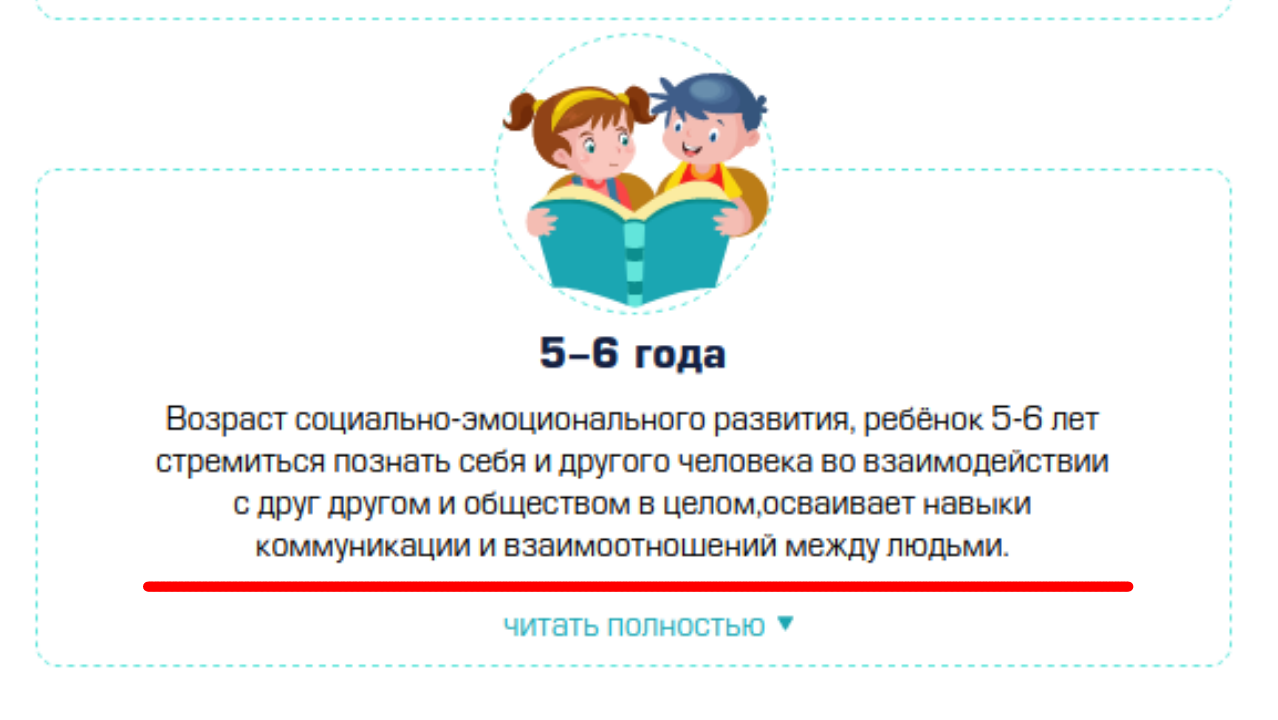 5–6 года
Возраст социально-эмоционального развития, ребёнок 5-6 лет
стремиться познать себя и другого человека во взаимодействии
с друг другом и обществом в целом,осваивает навыки
коммуникации и взаимоотношений между людьми.
читать полностью ▼